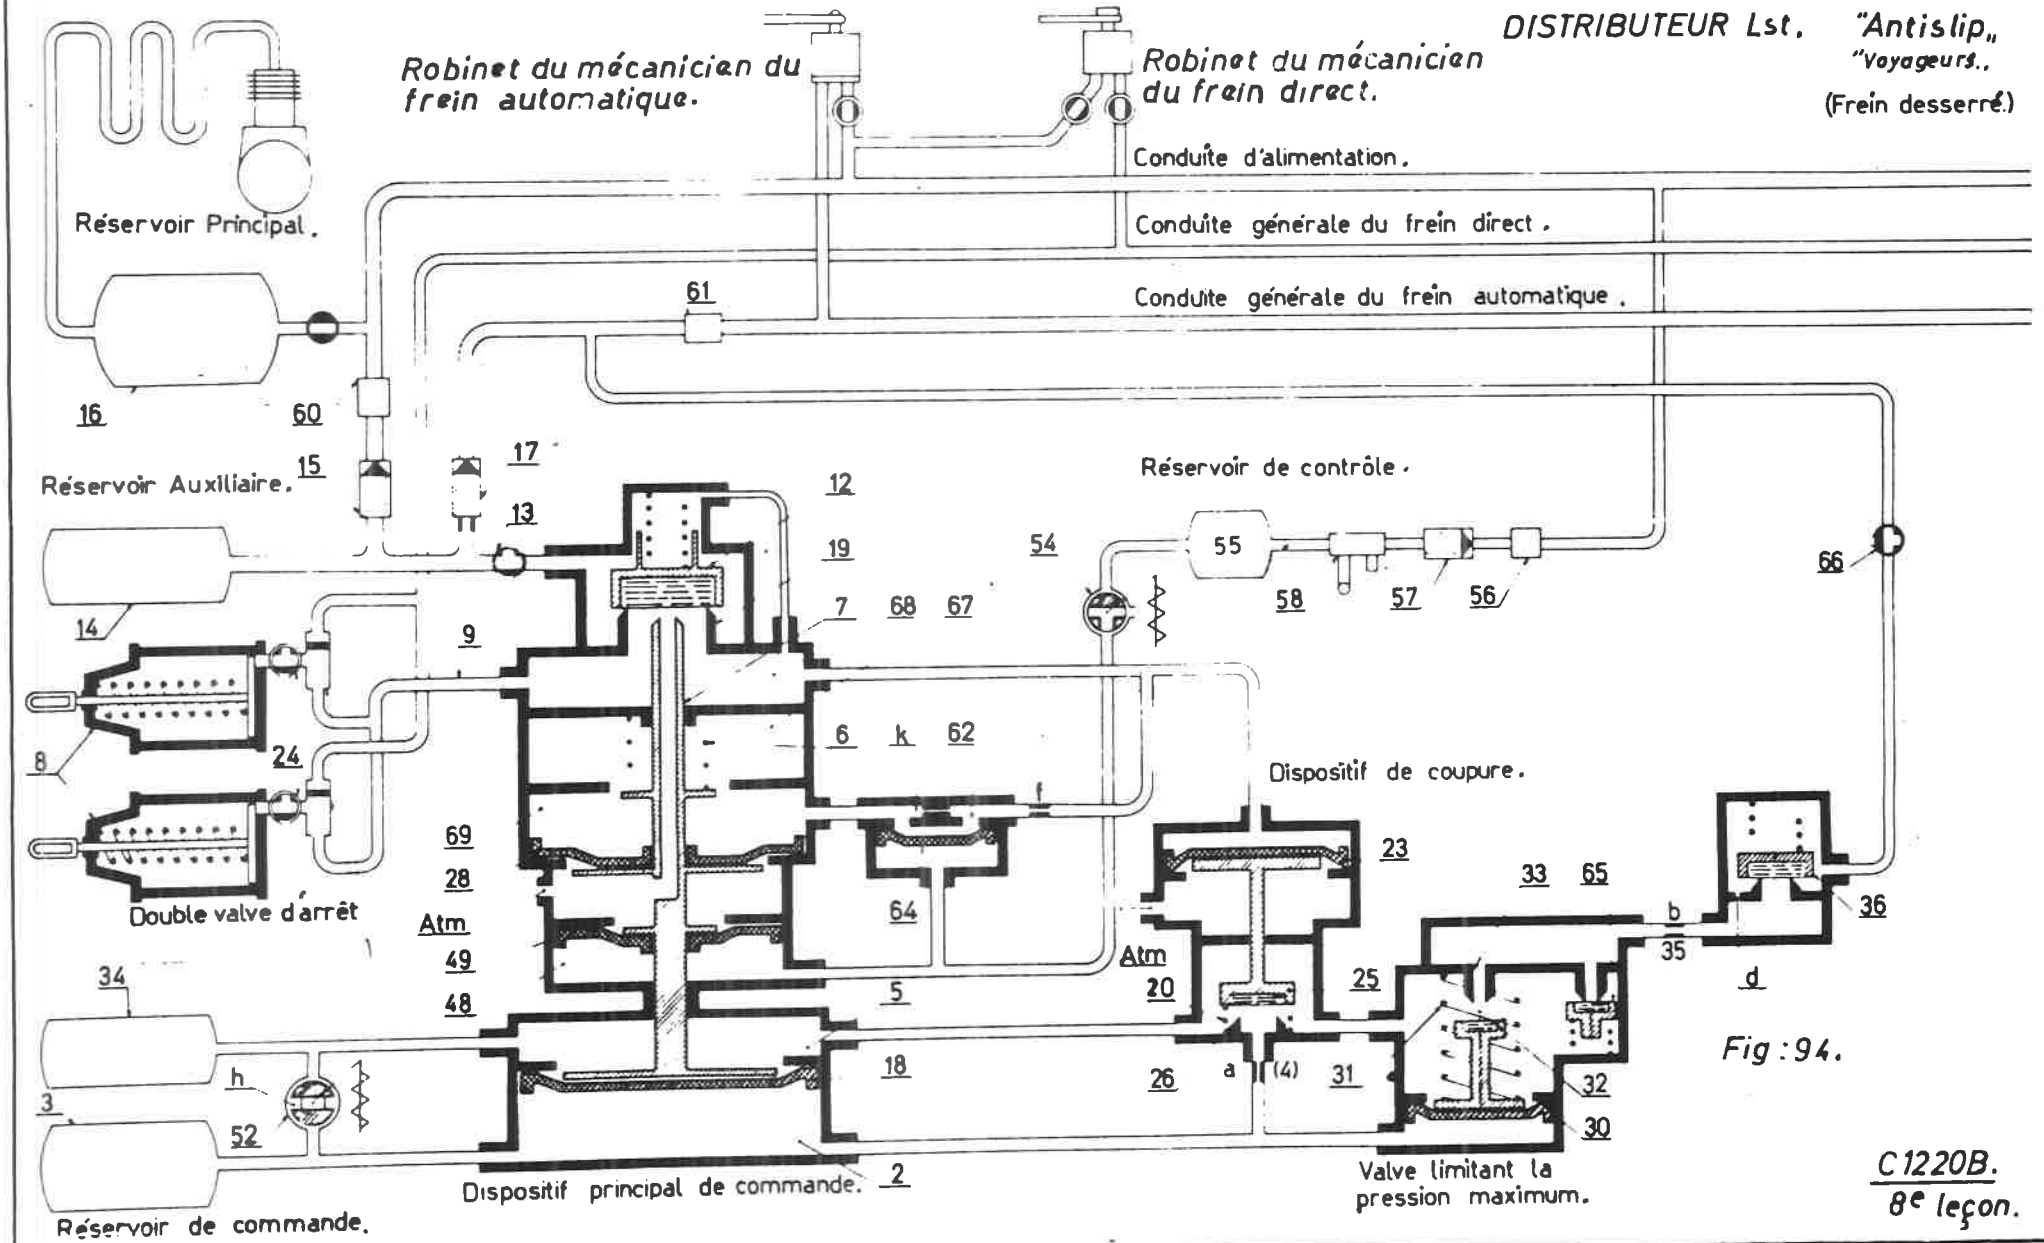 DISTRIBUTEUR Lst. "Antislip„
"Voyageurs„
(Frein desserré.)
Robinet du mécanicien du
frein automatique.
Robinet du mécanicien
du frein direct.
Conduite d'alimentation.
Réservoir Principal.
Conduite générale du frein direct.
61
Conduite générale du frein automatique.
16
60
15
17
Réservoir Auxiliaire.
12
Réservoir de contrôle.
13
19
54
55
66
58
57
56
14
9
7
68
67
6
k
62
8
24
Dispositif de coupure.
f
69
23
28
33
65
Double valve d'arrêt
64
b
36
Atm
35
49
Atm
34
48
5
20
25
d
Fig: 94.
h
18
26
a
(4)
31
32
3
52
30
2
Dispositif principal de commande.
Valve limitant la
pression maximum.
C1220B.
8e leçon.
Réservoir de commande.